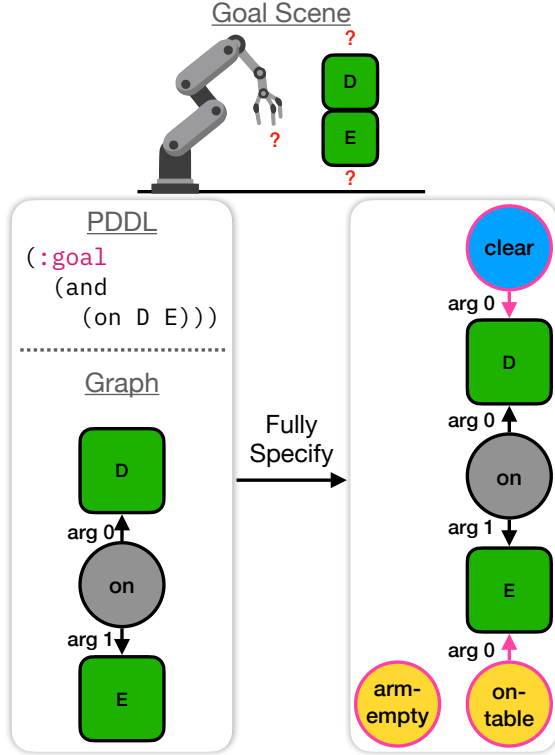 Goal Scene
?
D
E
?
?
PDDL
(:goal
(and
(on D E)))
Graph
D
arg 0
on
arg 1
E
Fully
Specify
clear
arg 0
D
arg 0
on
arg 1
E
arg 0
arm-
empty
on-
table